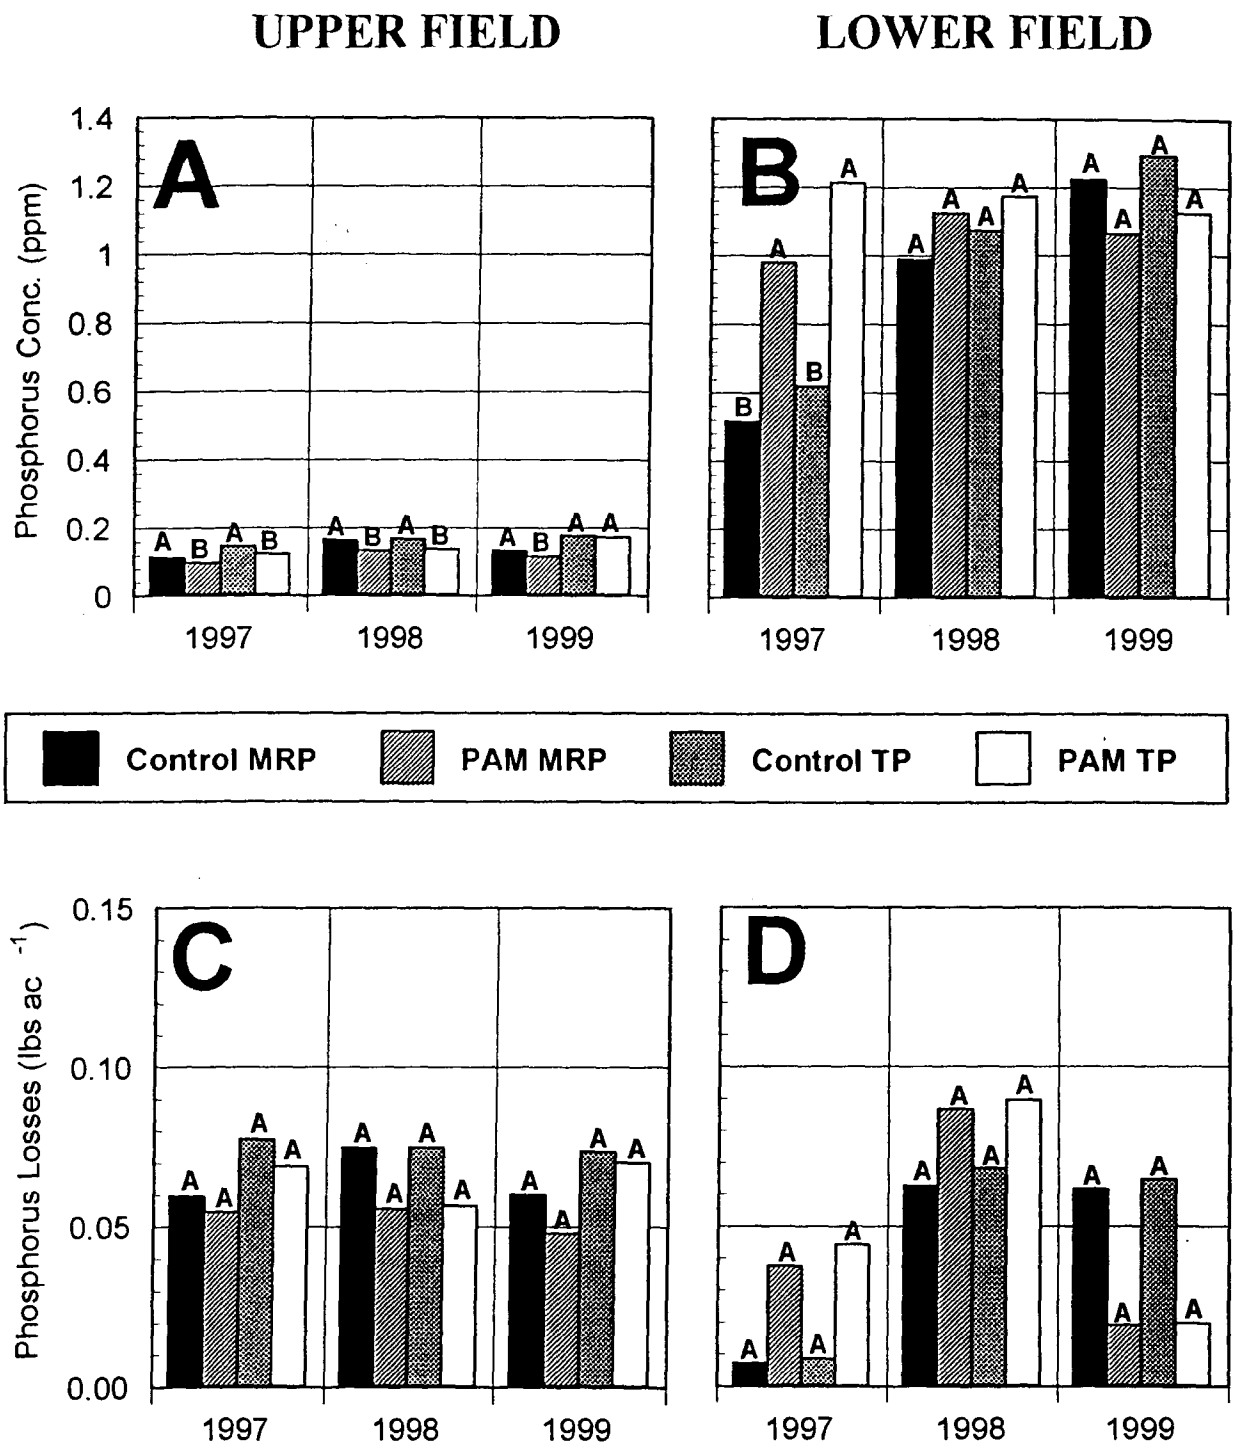 UPPER FIELD LOWER FIELD
Phosphorus Conc. (ppm)
1.4
1.2
1
0.8
0.6
0.4
0.2
0
A
A B A B
A B A B
A B A A
1997 1998 1999
B
B A B A
A A A A
A A A A
1997 1998 1999
Control MRP PAM MRP Control TP PAM TP
Phosphorus Losses (lbs ac -1)
0.15
0.10
0.05
0.00
C
A A A A
A A A A
A A A A
1997 1998 1999
D
A A A A
A A A A
A A A A
1997 1998 1999